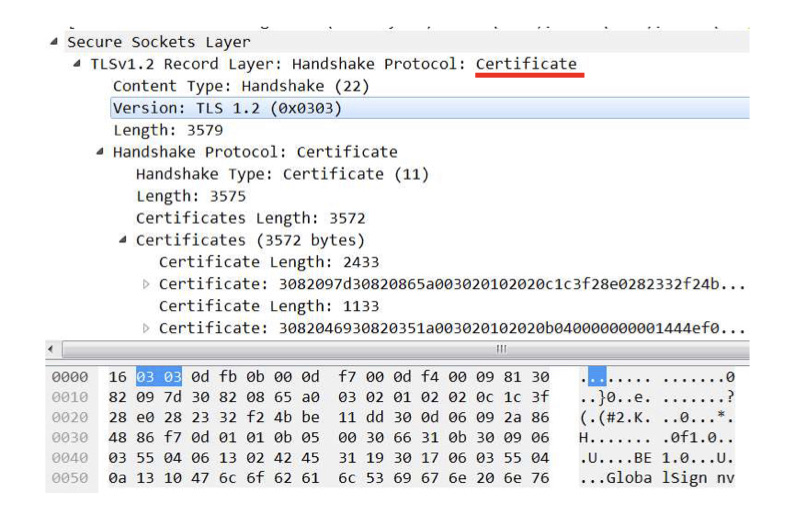 Secure Sockets Layer
TLSv1.2 Record Layer: Handshake Protocol: Certificate
Content Type: Handshake (22)
Version: TLS 1.2 (0x0303)
Length: 3579
Handshake Protocol: Certificate
Handshake Type: Certificate (11)
Length: 3575
Certificates Length: 3572
Certificates (3572 bytes)
Certificate Length: 2433
Certificate: 3082097d30820865a003020102020c1c3f28e0282332f24b...
Certificate Length: 1133
Certificate: 3082046930820351a003020102020b040000000001444ef0...
0000 16 03 03 0d fb 0b 00 0d f7 00 0d f4 00 09 81 30 ........ .......0
0010 82 09 7d 30 82 08 65 a0 03 02 01 02 02 0c 1c 3f ..}0..e. .......?
0020 28 e0 28 23 32 f2 4b be 11 dd 30 0d 06 09 2a 86 (.(#2.K. ..0...*.
0030 48 86 f7 0d 01 01 0b 05 00 30 66 31 0b 30 09 06 H....... .0f1.0..
0040 03 55 04 06 13 02 42 45 31 19 30 17 06 03 55 04 .U....BE 1.0...U.
0050 0a 13 10 47 6c 6f 62 61 6c 53 69 67 6e 20 6e 76 ...Globa lSign nv